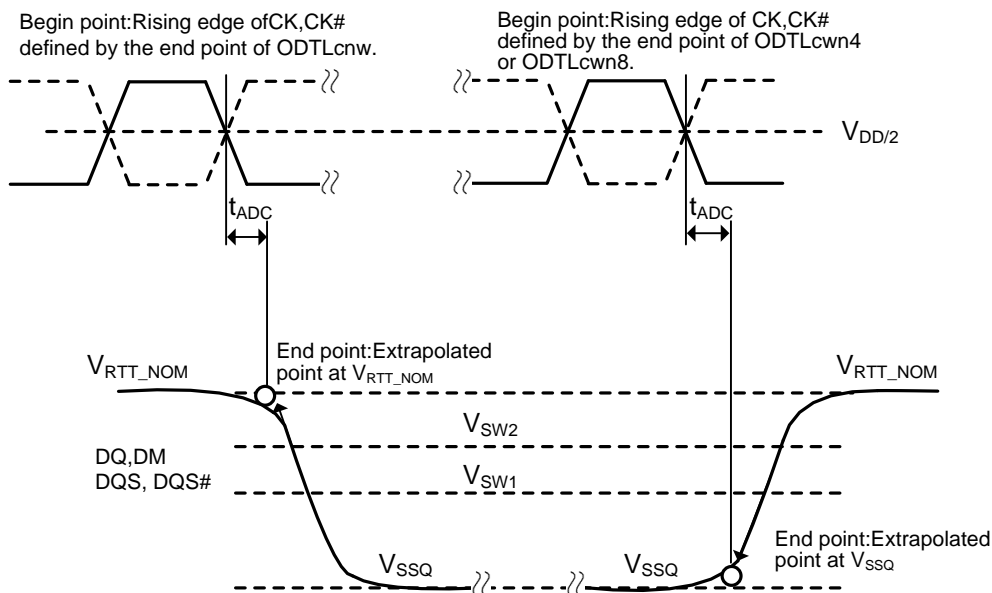 Begin point:Rising edge ofCK,CK#
defined by the end point of ODTLcnw.
Begin point:Rising edge of CK,CK#
defined by the end point of ODTLcwn4
or ODTLcwn8.
VDD/2
tADC
tADC
End point:Extrapolated
point at VRTT_NOM
VRTT_NOM
VRTT_NOM
VSW2
DQ,DM
DQS, DQS#
VSW1
End point:Extrapolated
point at VSSQ
VSSQ
VSSQ